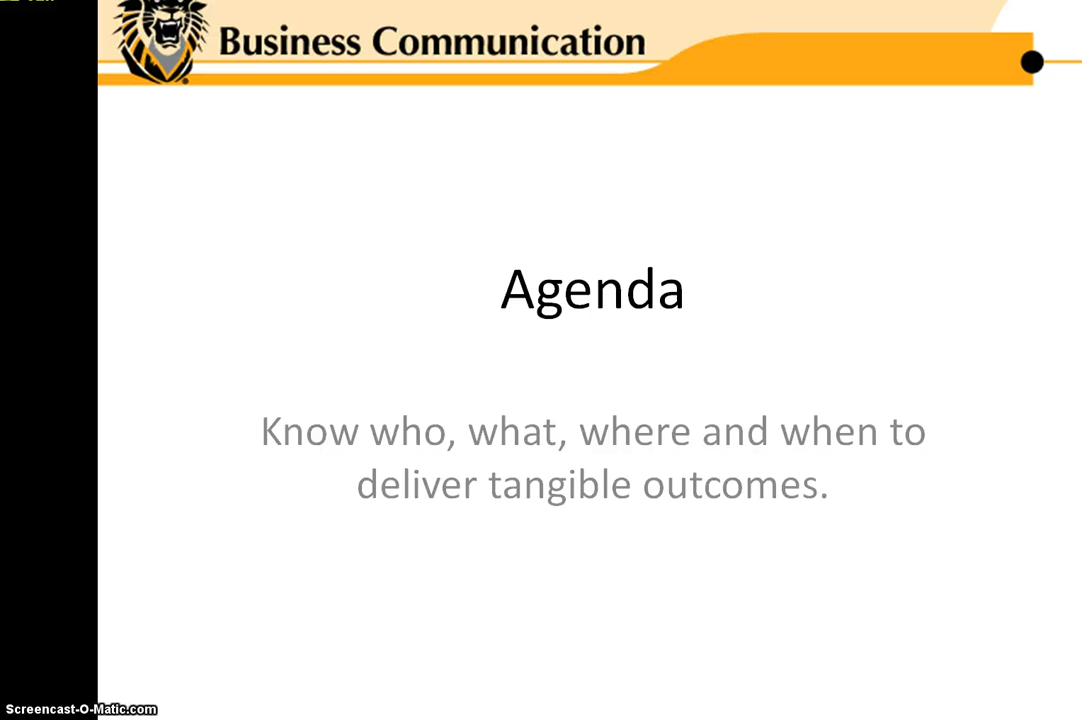 Business Communication
Agenda
Know who, what, where and when to
deliver tangible outcomes.
Screencast-O-Matic.com